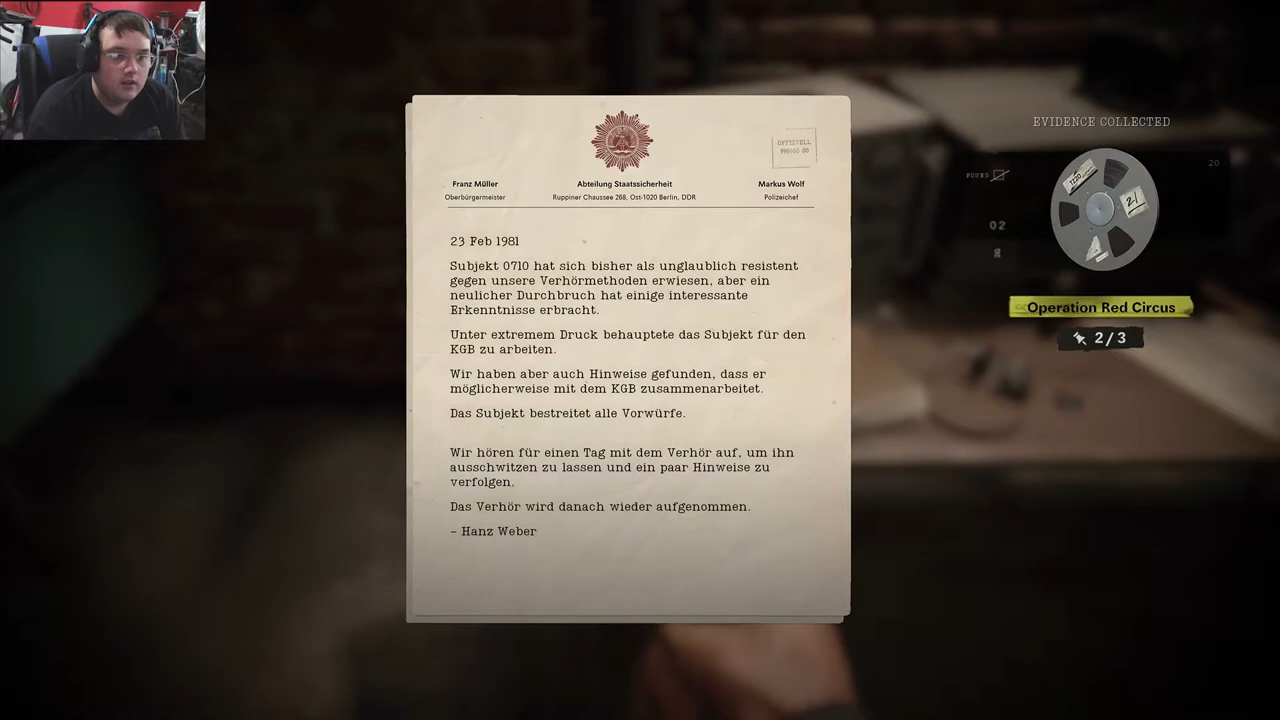 EVIDENCE COLLECTED
OFFIZIELL
Franz Müller
Oberbürgermeister
Abteilung Staatssicherheit
Ruppiner Chaussee 268, Ost-1020 Berlin, DDR
Markus Wolf
Polizeichef
FOUND
20
02
23 Feb 1981
Subjekt 0710 hat sich bisher als unglaublich resistent
gegen unsere Verhörmethoden erwiesen, aber ein
neulicher Durchbruch hat einige interessante
Erkenntnisse erbracht.
Unter extremem Druck behauptete das Subjekt für den
KGB zu arbeiten.
Wir haben aber auch Hinweise gefunden, dass er
möglicherweise mit dem KGB zusammenarbeitet.
Das Subjekt bestreitet alle Vorwürfe.
Wir hören für einen Tag mit dem Verhör auf, um ihn
ausschwitzen zu lassen und ein paar Hinweise zu
verfolgen.
Das Verhör wird danach wieder aufgenommen.
– Hanz Weber
Operation Red Circus
2/3